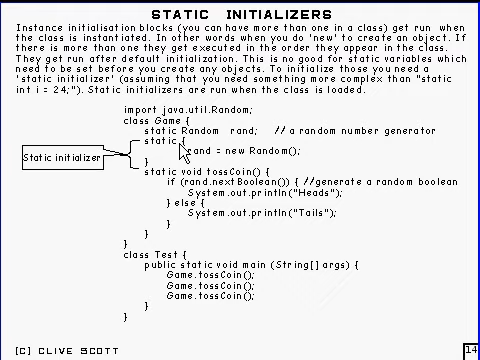 STATIC INITIALIZERS
Instance initialisation blocks (you can have more than one in a class) get run when
the class is instantiated. In other words when you do 'new' to create an object. If
there is more than one they get executed in the order they appear in the class.
They get run after default initialization. This is no good for static variables which
need to be set before you create any objects. To initialize those you need a
'static initializer' (assuming that you need something more complex than "static
int i = 24;"). Static initializers are run when the class is loaded.
import java.util.Random;
class Game {
static Random rand; // a random number generator
static {
rand = new Random();
}
Static initializer
static void tossCoin() {
if (rand.nextBoolean()) { //generate a random boolean
System.out.println("Heads");
} else {
System.out.println("Tails");
}
}
}
class Test {
public static void main (String[] args) {
Game.tossCoin();
Game.tossCoin();
Game.tossCoin();
}
}
(C) CLIVE SCOTT
14